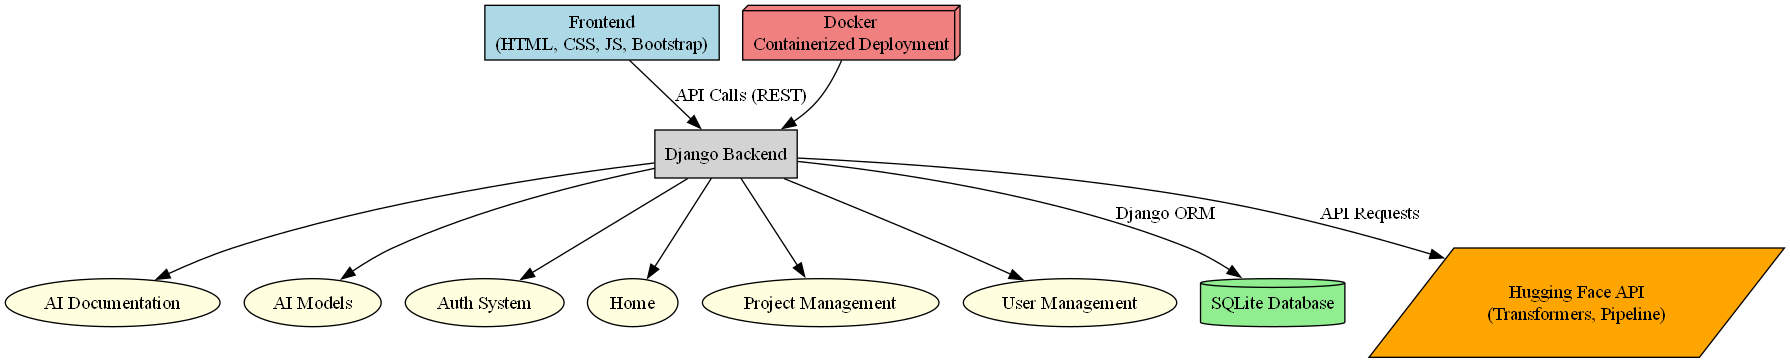 Frontend
(HTML, CSS, JS, Bootstrap)
Docker
Containerized Deployment
API Calls (REST)
Django Backend
Django ORM
API Requests
AI Documentation
AI Models
Auth System
Home
Project Management
User Management
SQLite Database
Hugging Face API
(Transformers, Pipeline)